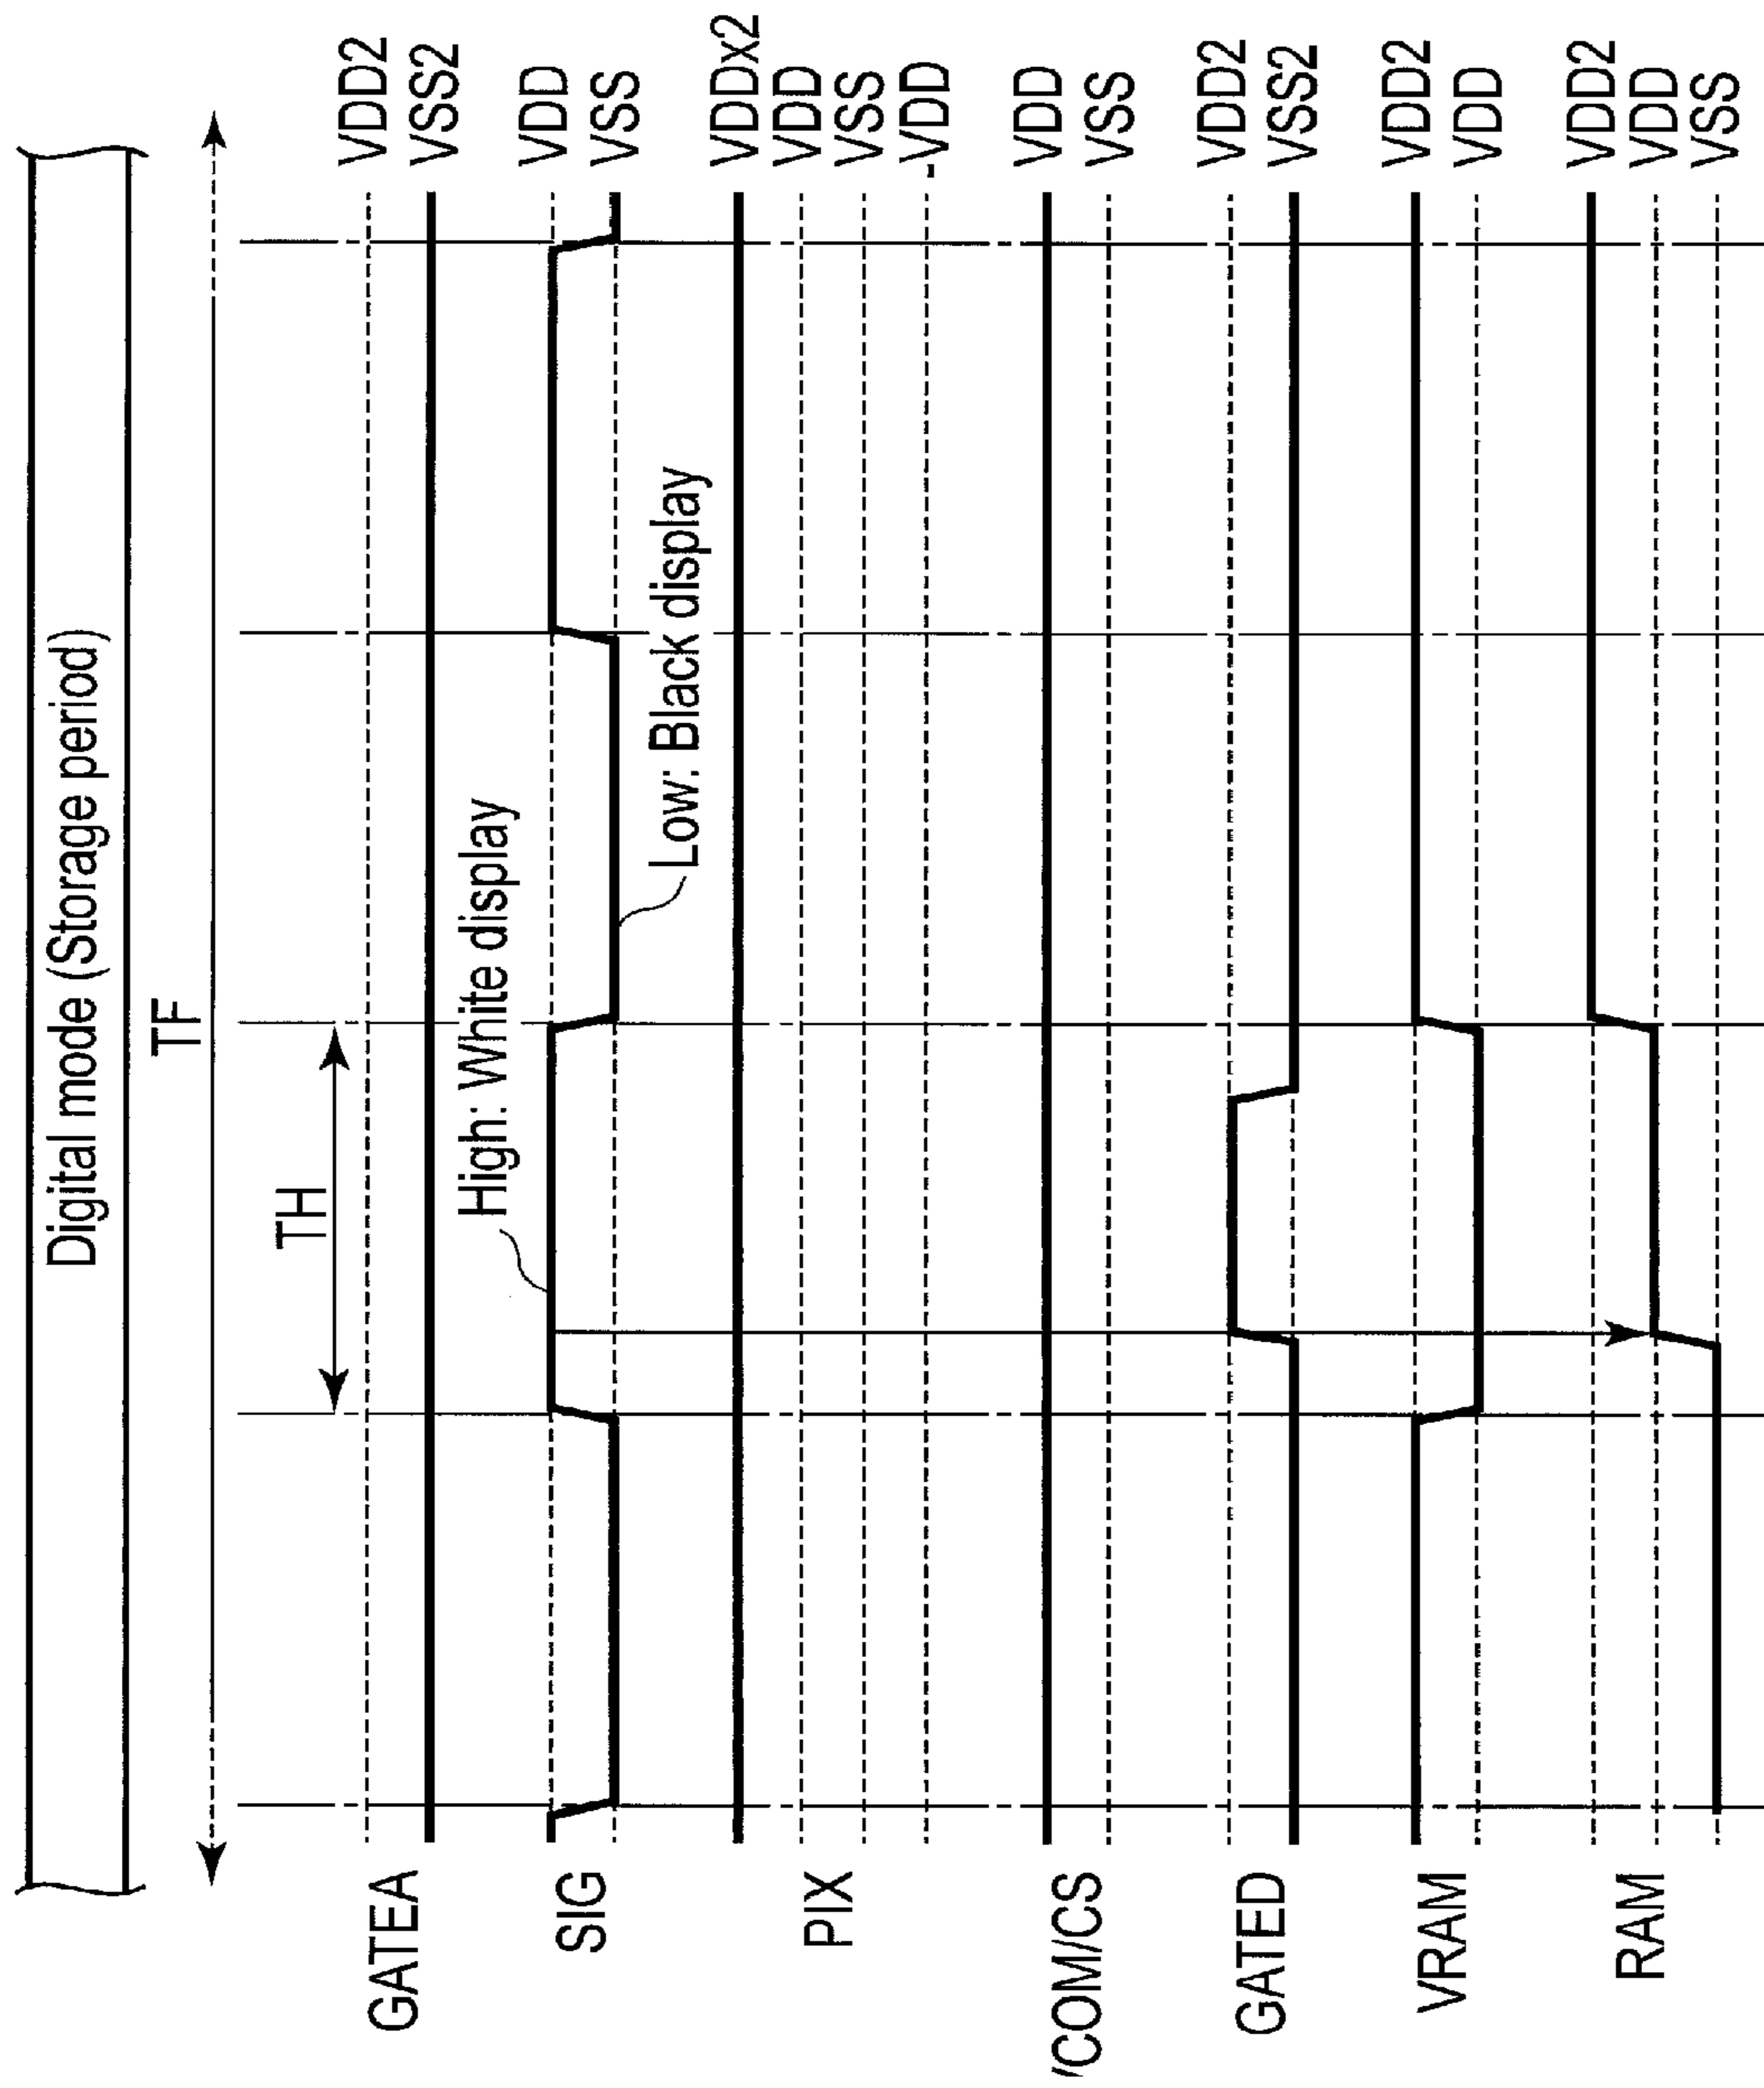 Digital mode (Storage period)
TF
TH
GATEA
VDD2
VSS2
High: White display
SIG
VDD
VSS
Low: Black display
PIX
VDDx2
VDD
VSS
-VDD
/COM/CS
VDD
VSS
GATED
VDD2
VSS2
VRAM
VDD2
VDD
RAM
VDD2
VDD
VSS